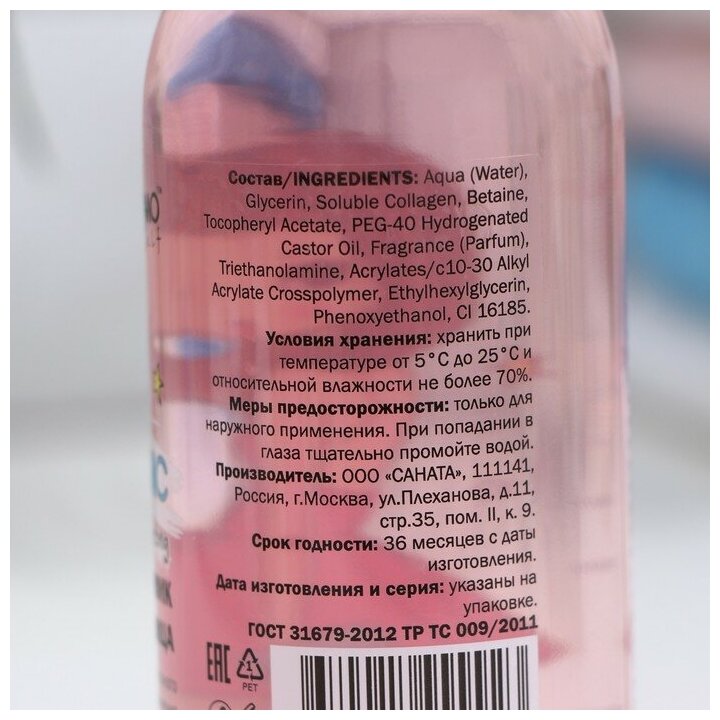 Состав/INGREDIENTS: Aqua (Water),
Glycerin, Soluble Collagen, Betaine,
Tocopheryl Acetate, PEG-40 Hydrogenated
Castor Oil, Fragrance (Parfum),
Triethanolamine, Acrylates/c10-30 Alkyl
Acrylate Crosspolymer, Ethylhexylglycerin,
Phenoxyethanol, CI 16185.
Условия хранения: хранить при
температуре от 5°С до 25°С и
относительной влажности не более 70%.
Меры предосторожности: только для
наружного применения. При попадании в
глаза тщательно промойте водой.
Производитель: ООО «САНАТА», 111141,
Россия, г.Москва, ул.Плеханова, д.11,
стр.35, пом. II, к. 9.
Срок годности: 36 месяцев с даты
изготовления.
Дата изготовления и серия: указаны на
упаковке.
ГОСТ 31679-2012 ТР ТС 009/2011
EAC
1
PET